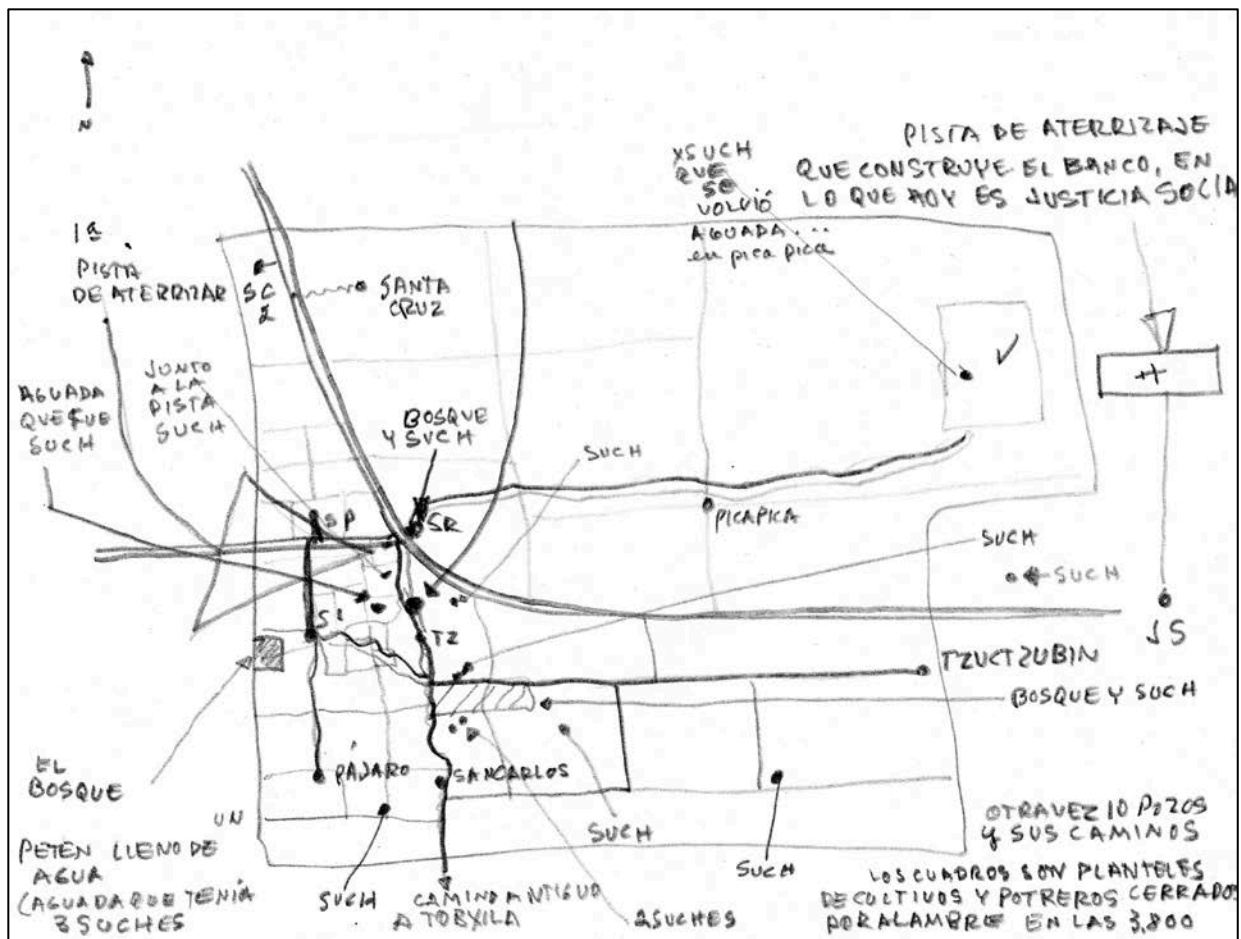 N
PISTA DE ATERRIZAJE
QUE CONSTRUYE EL BANCO, EN
LO QUE HOY ES JUSTICIA SOCIA
XSUCH
QUE
SE
VOLVIÓ
AGUADA...
en pica pica
1ª
PISTA
DE ATERRIZAR
SC
SANTA
CRUZ
AGUADA
QUE FUE
SUCH
JUNTO
A LA
PISTA
SUCH
BOSQUE
Y SUCH
SUCH
SP
SR
PICAPICA
SUCH
SUCH
TZ
JS
TZUCTZUBIN
BOSQUE Y SUCH
EL
BOSQUE
PÁJARO
SAN CARLOS
UN
PETÉN LLENO DE
AGUA
(AGUADA QUE TENÍA
3 SUCHES
SUCH
CAMINO ANTIGUO
A TOBXILA
SUCH
2 SUCHES
SUCH
OTRA VEZ 10 POZOS
Y SUS CAMINOS
LOS CUADROS SON PLANTELES
DE CULTIVOS Y POTREROS CERRADOS
POR ALAMBRE EN LAS 3,800